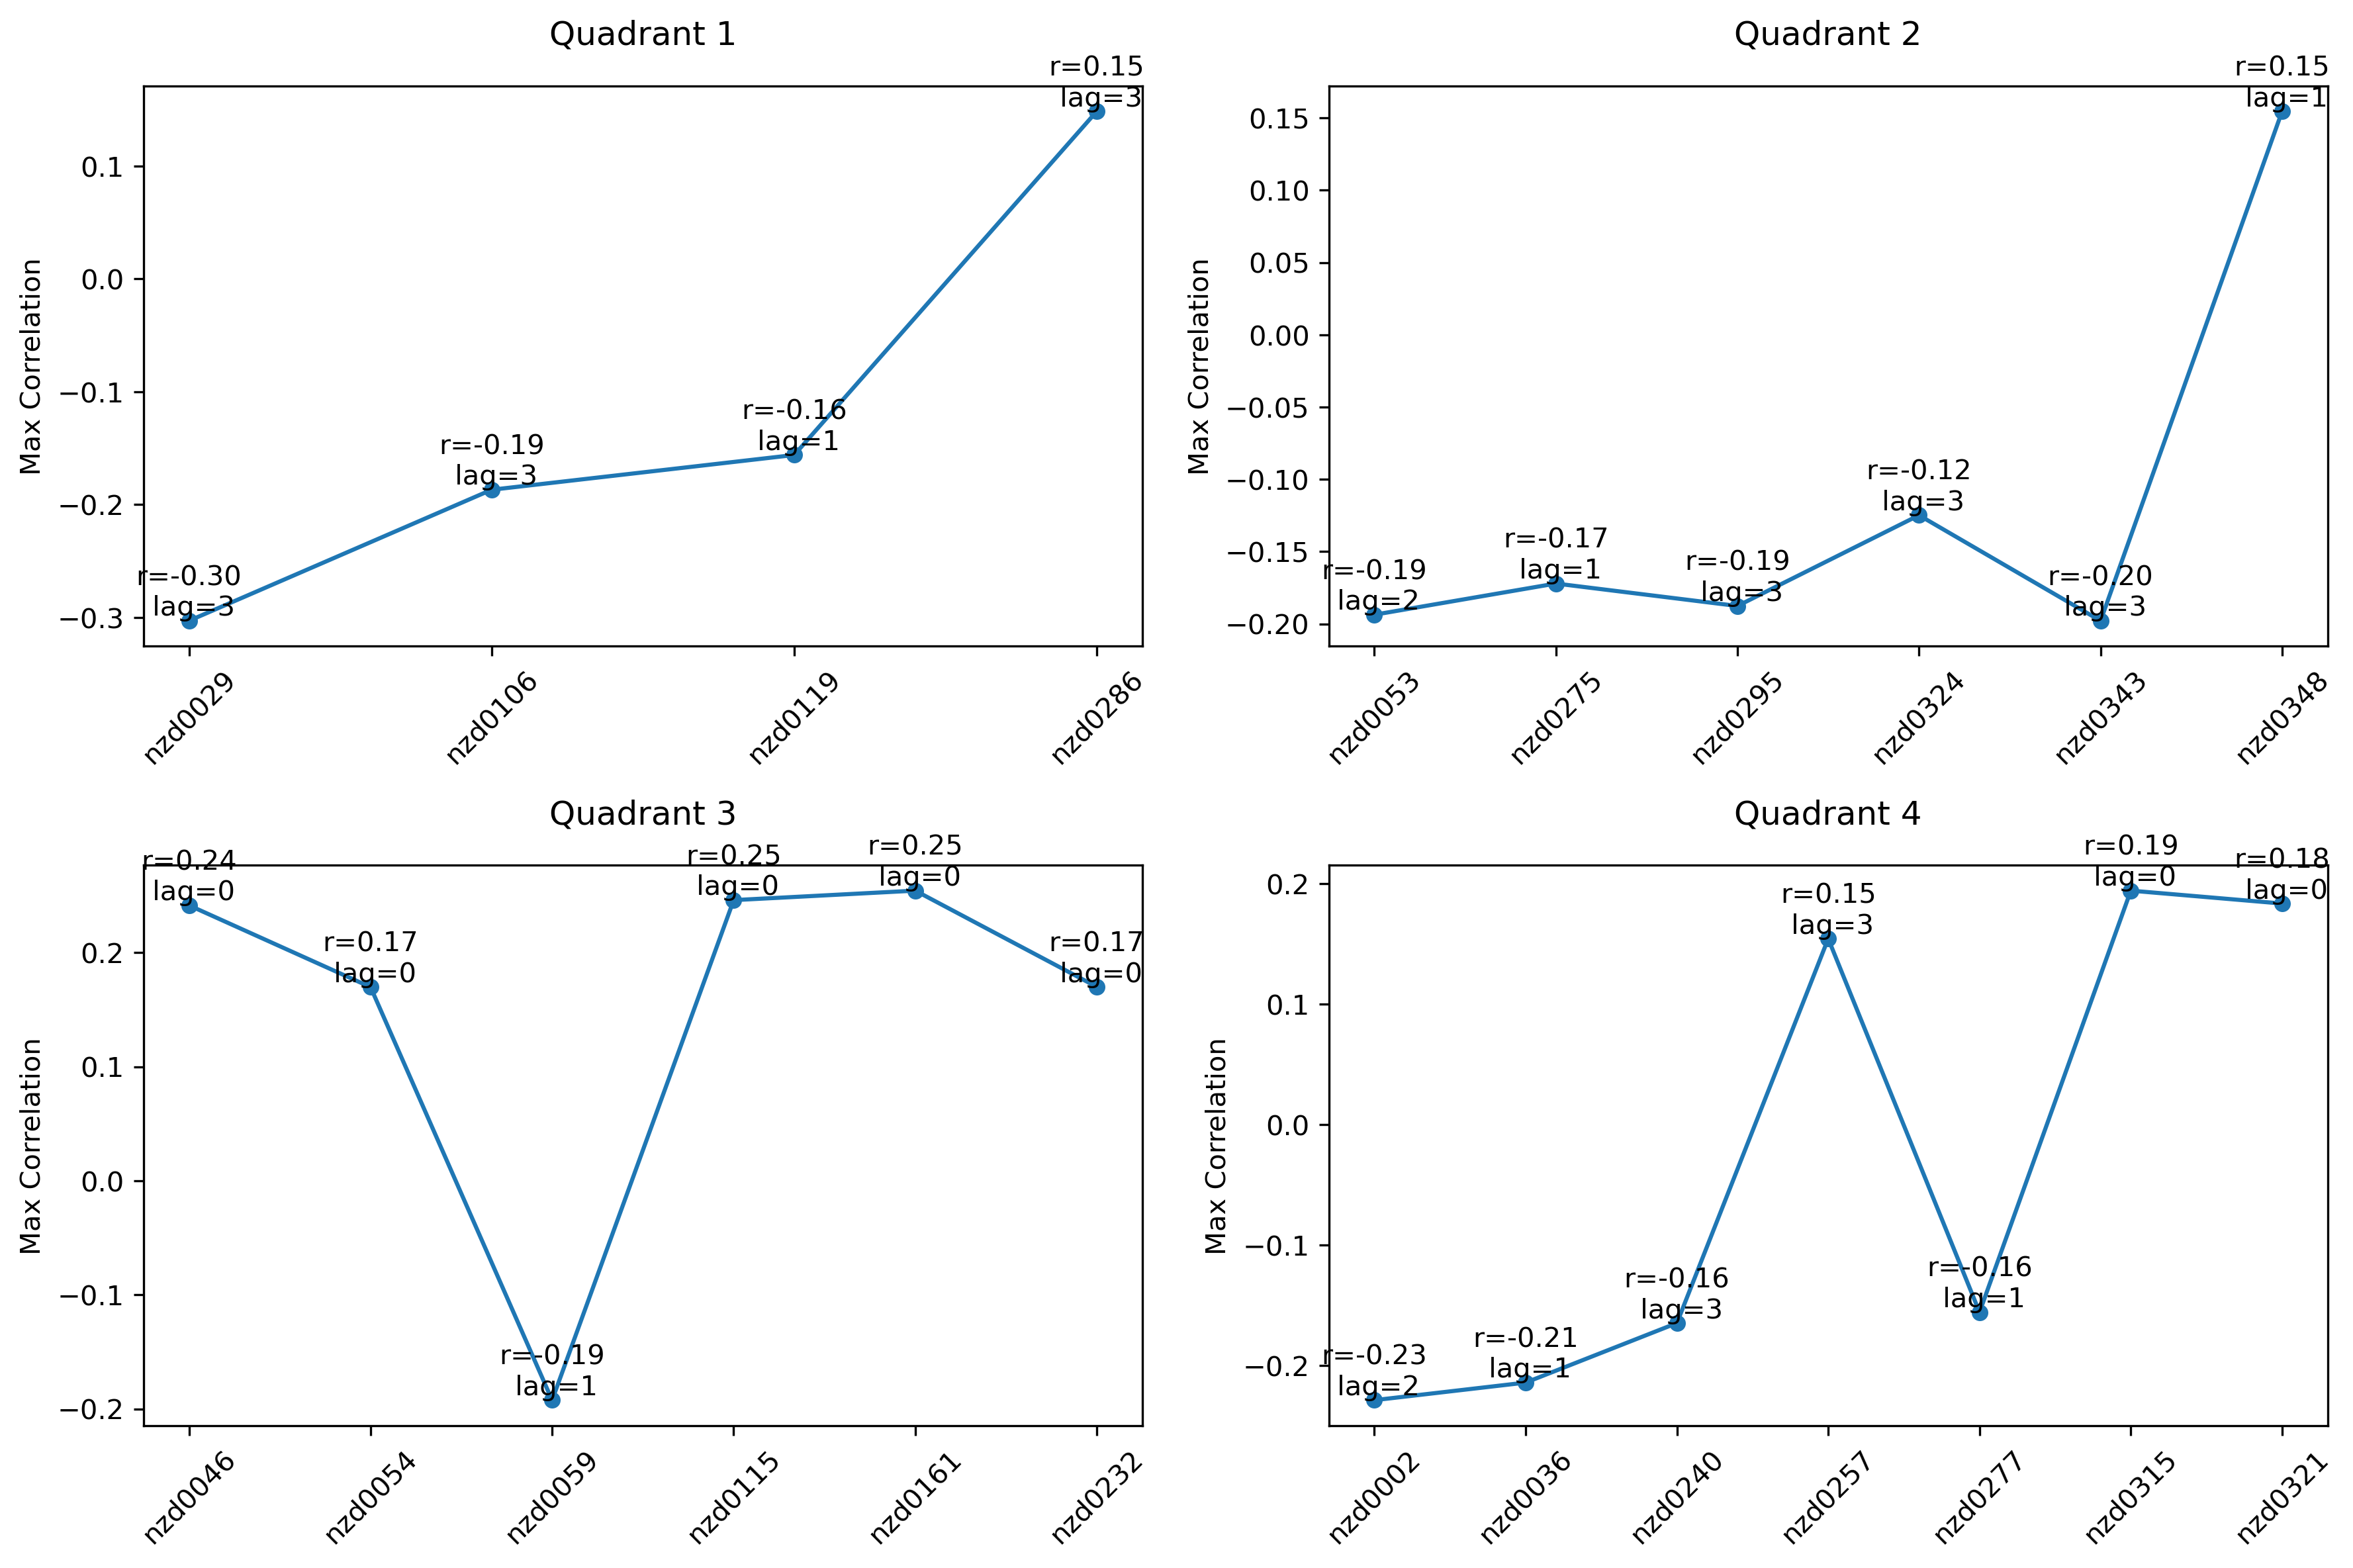 Quadrant 1
r=0.15
lag=3
r=-0.16
lag=1
r=-0.19
lag=3
r=-0.30
lag=3
Max Correlation
0.1
0.0
−0.1
−0.2
−0.3
nzd0029
nzd0106
nzd0119
nzd0286
Quadrant 2
r=0.15
lag=1
r=-0.19
lag=2
r=-0.17
lag=1
r=-0.19
lag=3
r=-0.12
lag=3
r=-0.20
lag=3
Max Correlation
0.15
0.10
0.05
0.00
−0.05
−0.10
−0.15
−0.20
nzd0053
nzd0275
nzd0295
nzd0324
nzd0343
nzd0348
Quadrant 3
r=0.24
lag=0
r=0.17
lag=0
r=-0.19
lag=1
r=0.25
lag=0
r=0.25
lag=0
r=0.17
lag=0
Max Correlation
0.2
0.1
0.0
−0.1
−0.2
nzd0046
nzd0054
nzd0059
nzd0115
nzd0161
nzd0232
Quadrant 4
r=-0.23
lag=2
r=-0.21
lag=1
r=-0.16
lag=3
r=0.15
lag=3
r=-0.16
lag=1
r=0.19
lag=0
r=0.18
lag=0
Max Correlation
0.2
0.1
0.0
−0.1
−0.2
nzd0002
nzd0036
nzd0240
nzd0257
nzd0277
nzd0315
nzd0321